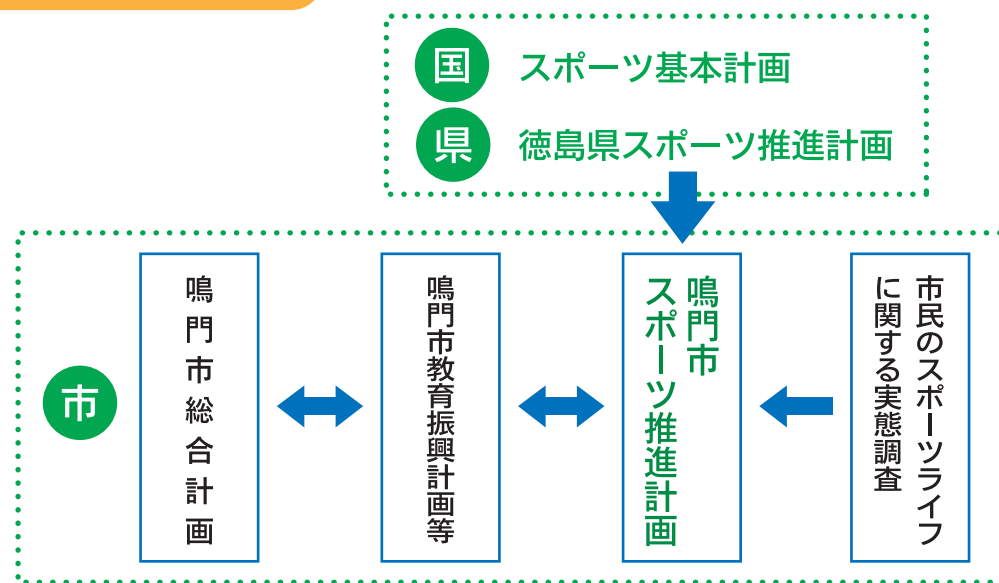 国 スポーツ基本計画
県 徳島県スポーツ推進計画
市
鳴門市総合計画
鳴門市教育振興計画等
鳴門市
スポーツ推進計画
市民のスポーツライフ
に関する実態調査